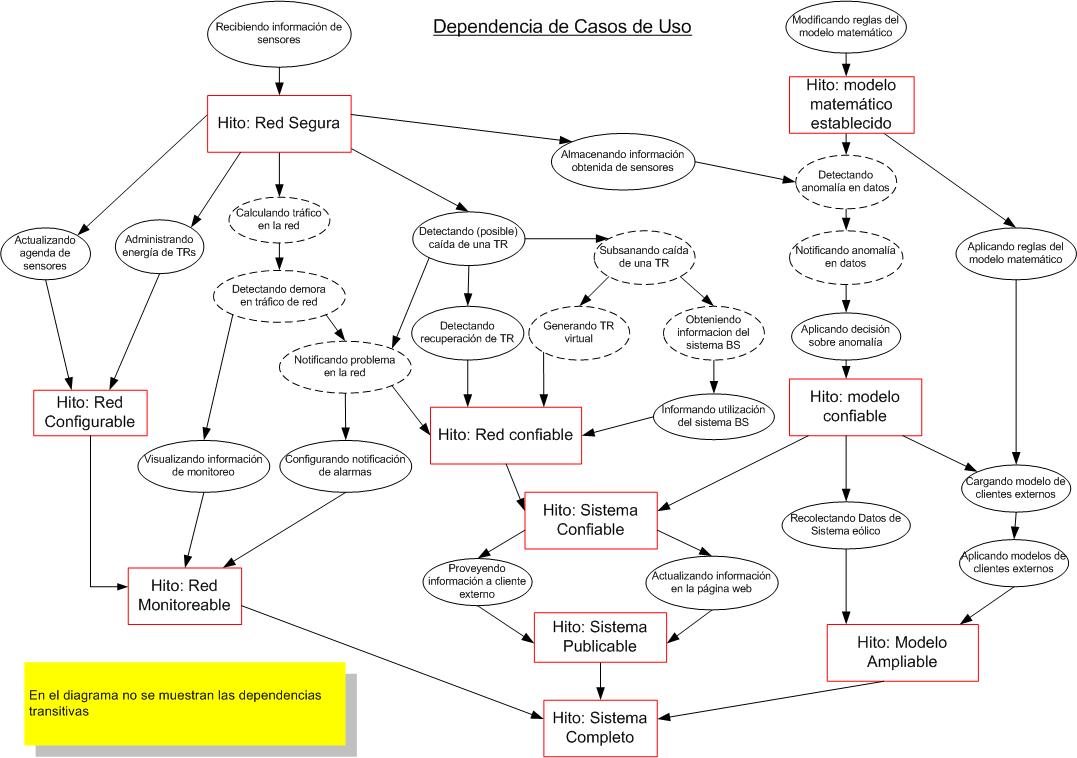 Dependencia de Casos de Uso
Recibiendo información de
sensores
Modificando reglas del
modelo matemático
Hito: Red Segura
Hito: modelo
matemático
establecido
Almacenando información
obtenida de sensores
Detectando
anomalía en datos
Actualizando
agenda de
sensores
Administrando
energía de TRs
Calculando tráfico
en la red
Detectando (posible)
caída de una TR
Subsanando caída
de una TR
Notificando anomalía
en datos
Aplicando reglas del
modelo matemático
Detectando demora
en tráfico de red
Detectando
recuperación de TR
Generando TR
virtual
Obteniendo
informacion del
sistema BS
Aplicando decisión
sobre anomalía
Notificando problema
en la red
Hito: Red
Configurable
Hito: Red confiable
Informando utilización
del sistema BS
Hito: modelo
confiable
Visualizando información
de monitoreo
Configurando notificación
de alarmas
Cargando modelo de
clientes externos
Hito: Sistema
Confiable
Recolectando Datos de
Sistema eólico
Aplicando modelos de
clientes externos
Hito: Red
Monitoreable
Proveyendo
información a cliente
externo
Actualizando información
en la página web
Hito: Sistema
Publicable
Hito: Modelo
Ampliable
En el diagrama no se muestran las dependencias
transitivas
Hito: Sistema
Completo